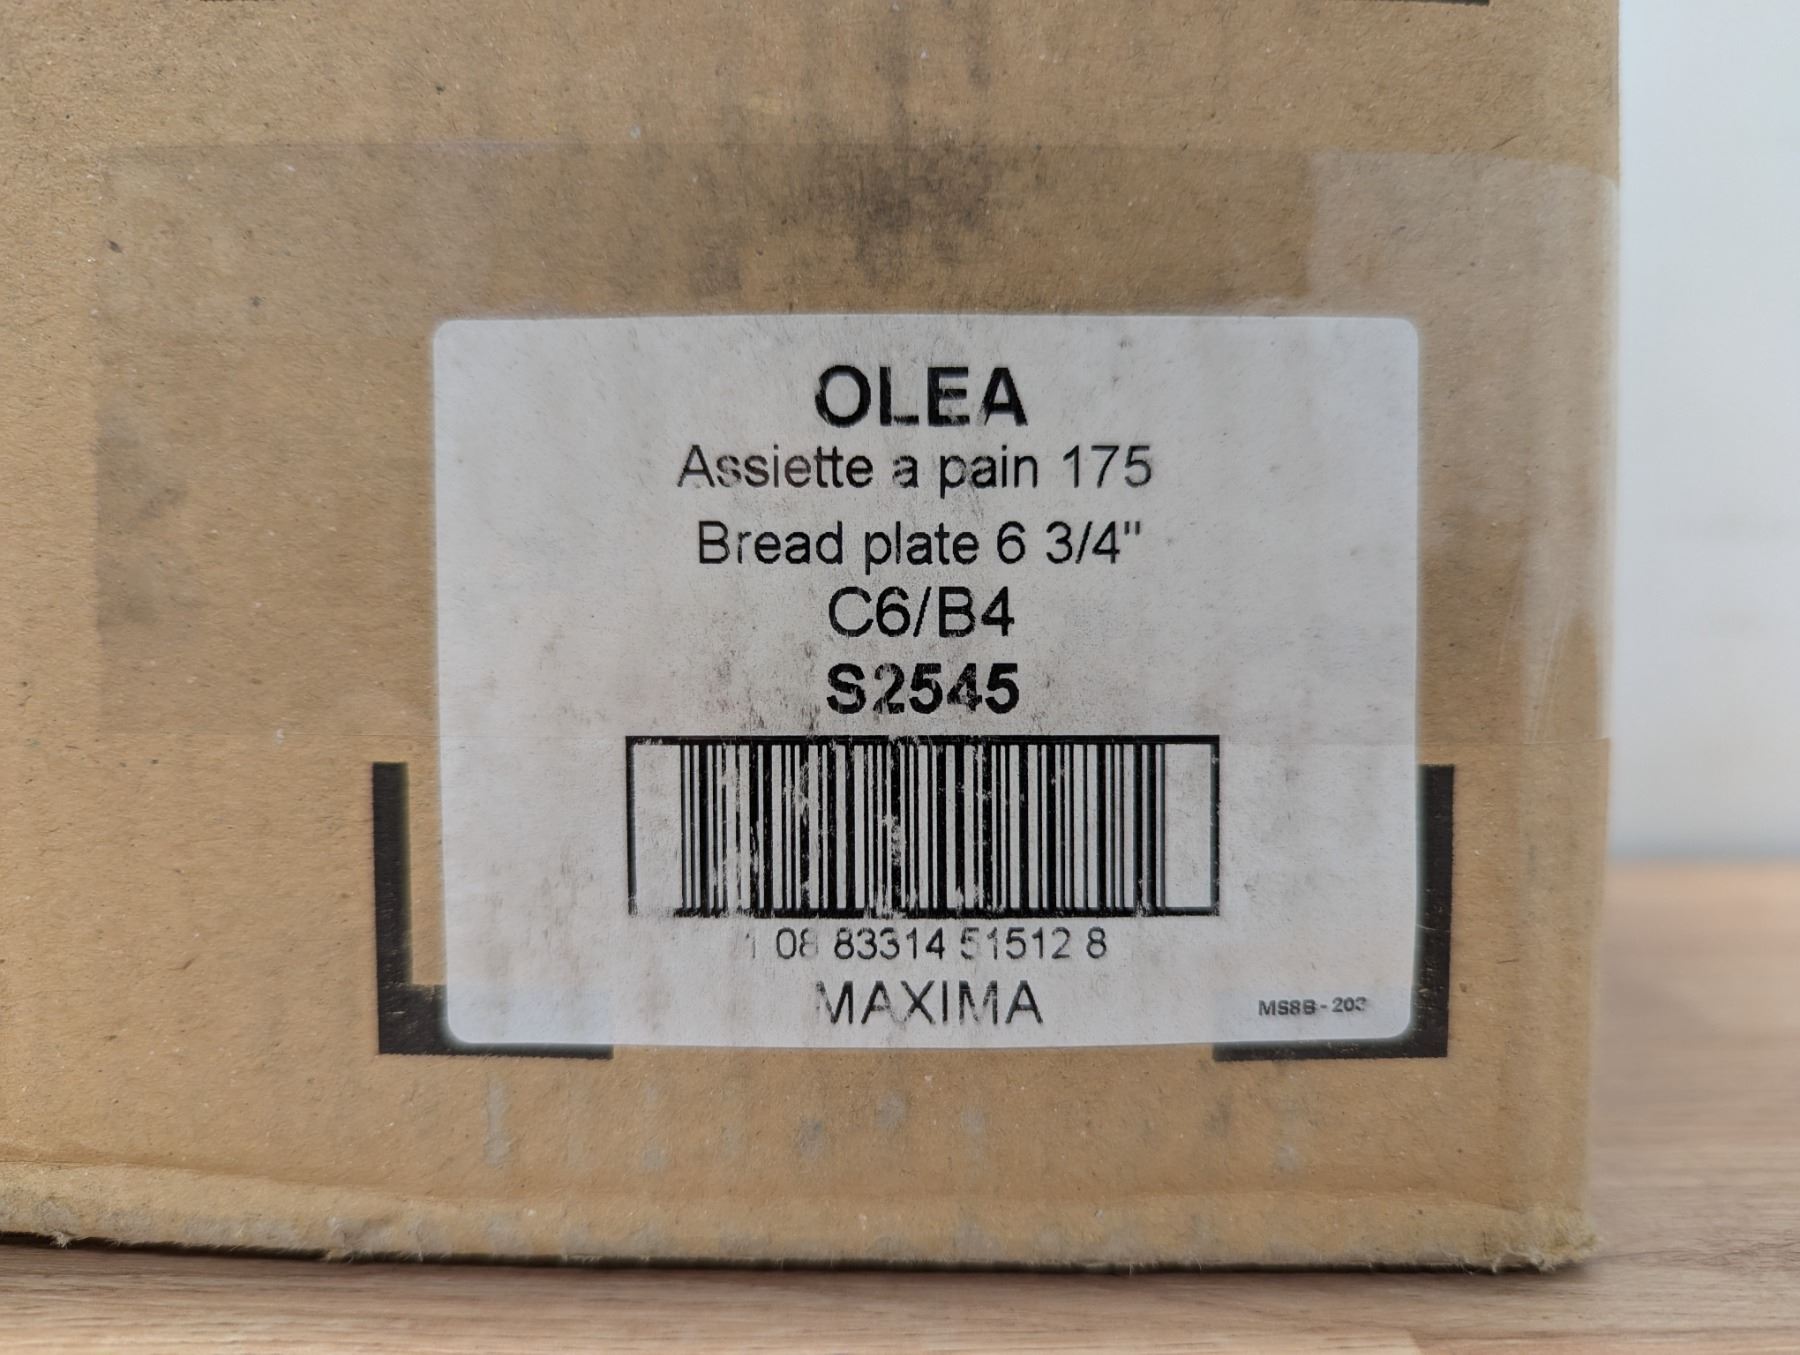 OLEA
Assiette a pain 175
Bread plate 6 3/4"
C6/B4
S2545
1 08 83314 51512 8
MAXIMA
MS8B - 203